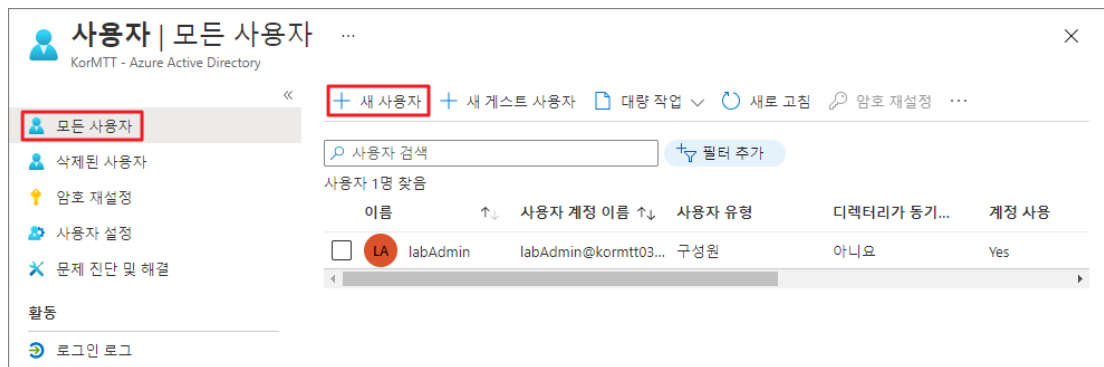 사용자 | 모든 사용자 ...
KorMTT - Azure Active Directory
모든 사용자
삭제된 사용자
암호 재설정
사용자 설정
문제 진단 및 해결
활동
로그인 로그
새 사용자 새 게스트 사용자 대량 작업 새로 고침 암호 재설정 ...
사용자 검색 필터 추가
사용자 1명 찾음
이름 사용자 계정 이름 사용자 유형 디렉터리가 동기... 계정 사용
LA labAdmin labAdmin@kormtt03... 구성원 아니요 Yes